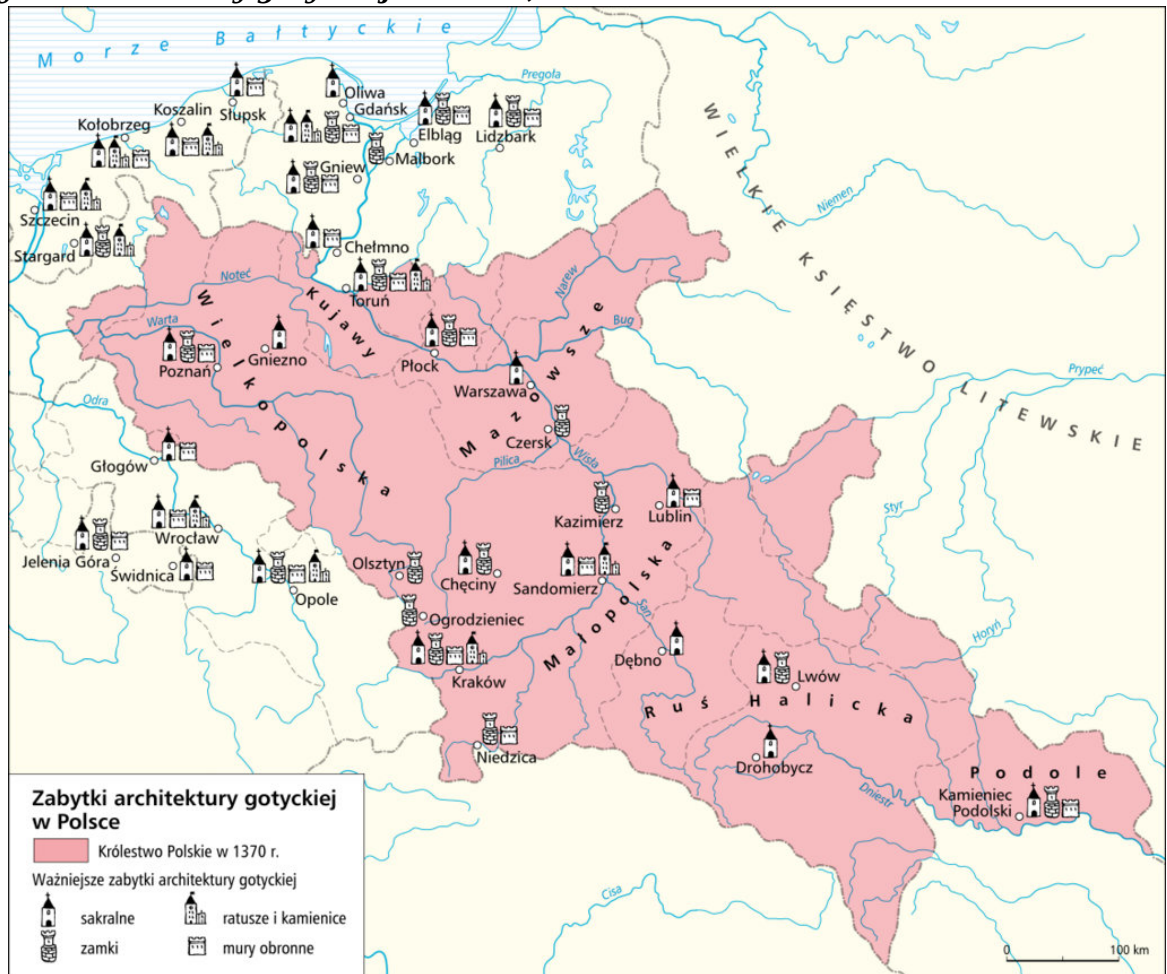 Morze Bałtyckie
Pregoła
Oliwa
Gdańsk
Słupsk
Koszalin
Kołobrzeg
Elbląg
Lidzbark
Malbork
Gniew
Szczecin
Stargard
Chełmno
Toruń
WIELKIE KSIĘSTWO LITEWSKIE
Niemen
Noteć
Kujawy
Narew
Bug
Warta
Wielkopolska
Poznań
Gniezno
Płock
Warszawa
Mazowsze
Prypeć
Odra
Czersk
Głogów
Pilica
Wisła
Styr
Kazimierz
Lublin
Wrocław
Jelenia Góra
Świdnica
Olsztyn
Chęciny
Sandomierz
Opole
Ogrodzieniec
Małopolska
San
Horyń
Kraków
Dębno
Lwów
Ruś Halicka
Niedzica
Drohobycz
Podole
Dniestr
Kamieniec
Podolski
Cisa
Zabytki architektury gotyckiej
w Polsce
Królestwo Polskie w 1370 r.
Ważniejsze zabytki architektury gotyckiej
sakralne
ratusze i kamienice
zamki
mury obronne
0 100 km